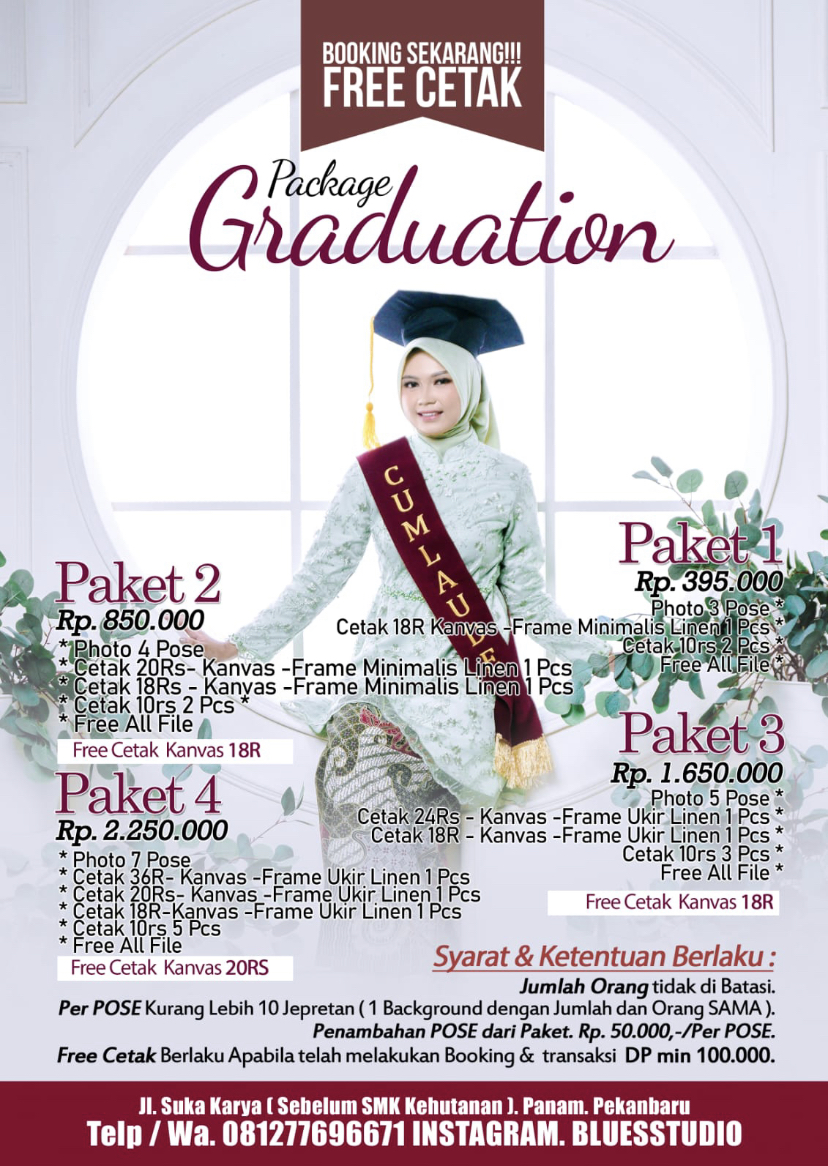 BOOKING SEKARANG!!!
FREE CETAK
Package
Graduation
CUMLAUDE
Paket 1
Rp. 395.000
Photo 3 Pose *
Cetak 18R Kanvas -Frame Minimalis Linen 1 Pcs *
Cetak 10rs 2 Pcs *
Free All File *
Paket 2
Rp. 850.000
* Photo 4 Pose
* Cetak 20Rs- Kanvas -Frame Minimalis Linen 1 Pcs
* Cetak 18Rs - Kanvas -Frame Minimalis Linen 1 Pcs
* Cetak 10rs 2 Pcs *
* Free All File
Free Cetak Kanvas 18R
Paket 3
Rp. 1.650.000
Photo 5 Pose *
Cetak 24Rs - Kanvas -Frame Ukir Linen 1 Pcs *
Cetak 18R - Kanvas -Frame Ukir Linen 1 Pcs *
Cetak 10rs 3 Pcs *
Free All File *
Free Cetak Kanvas 18R
Paket 4
Rp. 2.250.000
* Photo 7 Pose
* Cetak 36R- Kanvas -Frame Ukir Linen 1 Pcs
* Cetak 20Rs- Kanvas -Frame Ukir Linen 1 Pcs
* Cetak 18R-Kanvas-Frame Ukir Linen 1 Pcs
* Cetak 10rs 5 Pcs
* Free All File
Free Cetak Kanvas 20RS
Syarat & Ketentuan Berlaku :
Jumlah Orang tidak di Batasi.
Per POSE Kurang Lebih 10 Jepretan ( 1 Background dengan Jumlah dan Orang SAMA ).
Penambahan POSE dari Paket. Rp. 50.000,-/Per POSE.
Free Cetak Berlaku Apabila telah melakukan Booking & transaksi DP min 100.000.
Jl. Suka Karya ( Sebelum SMK Kehutanan ). Panam. Pekanbaru
Telp / Wa. 081277696671 INSTAGRAM. BLUESSTUDIO